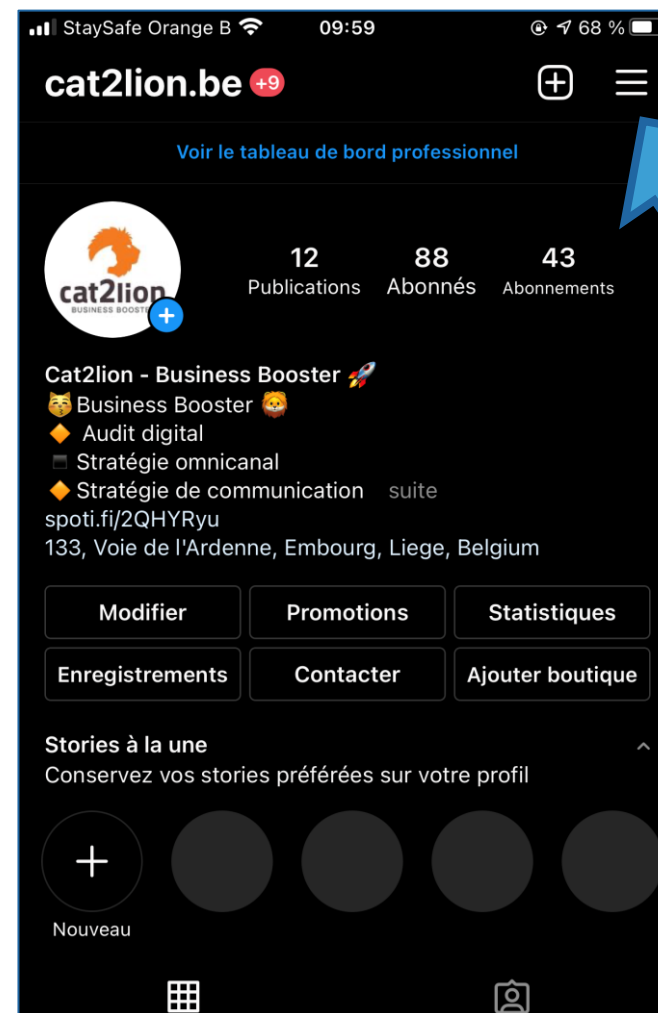 StaySafe Orange B 09:59 68 %
cat2lion.be +9
Voir le tableau de bord professionnel
12 88 43
Publications Abonnés Abonnements
cat2lion
BUSINESS BOOST
Cat2lion - Business Booster 🚀
😽Business Booster 🦁
🔶 Audit digital
▪️ Stratégie omnicanal
🔶 Stratégie de communication suite
spoti.fi/2QHYRyu
133, Voie de l'Ardenne, Embourg, Liege, Belgium
Modifier Promotions Statistiques
Enregistrements Contacter Ajouter boutique
Stories à la une
Conservez vos stories préférées sur votre profil
Nouveau